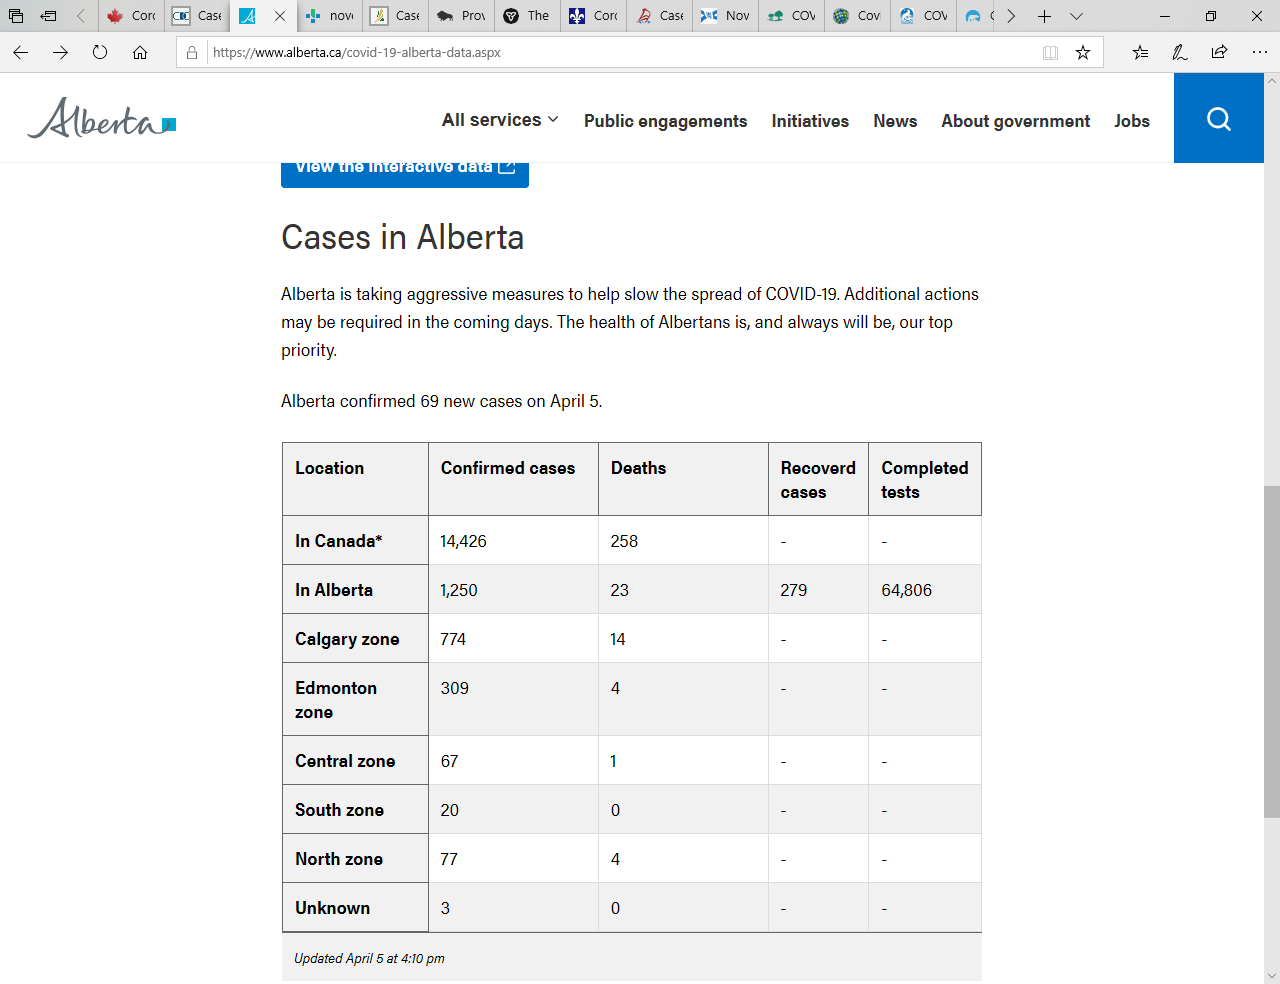 Corc
Case
nove
Case
Prov
The
Corc
Case
Nov
COV
Cov
COV
https://www.alberta.ca/covid-19-alberta-data.aspx
Alberta
All services
Public engagements
Initiatives
News
About government
Jobs
View the interactive data
Cases in Alberta
Alberta is taking aggressive measures to help slow the spread of COVID-19. Additional actions
may be required in the coming days. The health of Albertans is, and always will be, our top
priority.
Alberta confirmed 69 new cases on April 5.
Location Confirmed cases Deaths Recoverd Completed
cases tests
In Canada* 14,426 258 - -
In Alberta 1,250 23 279 64,806
Calgary zone 774 14 - -
Edmonton 309 4 - -
zone
Central zone 67 1 - -
South zone 20 0 - -
North zone 77 4 - -
Unknown 3 0 - -
Updated April 5 at 4:10 pm